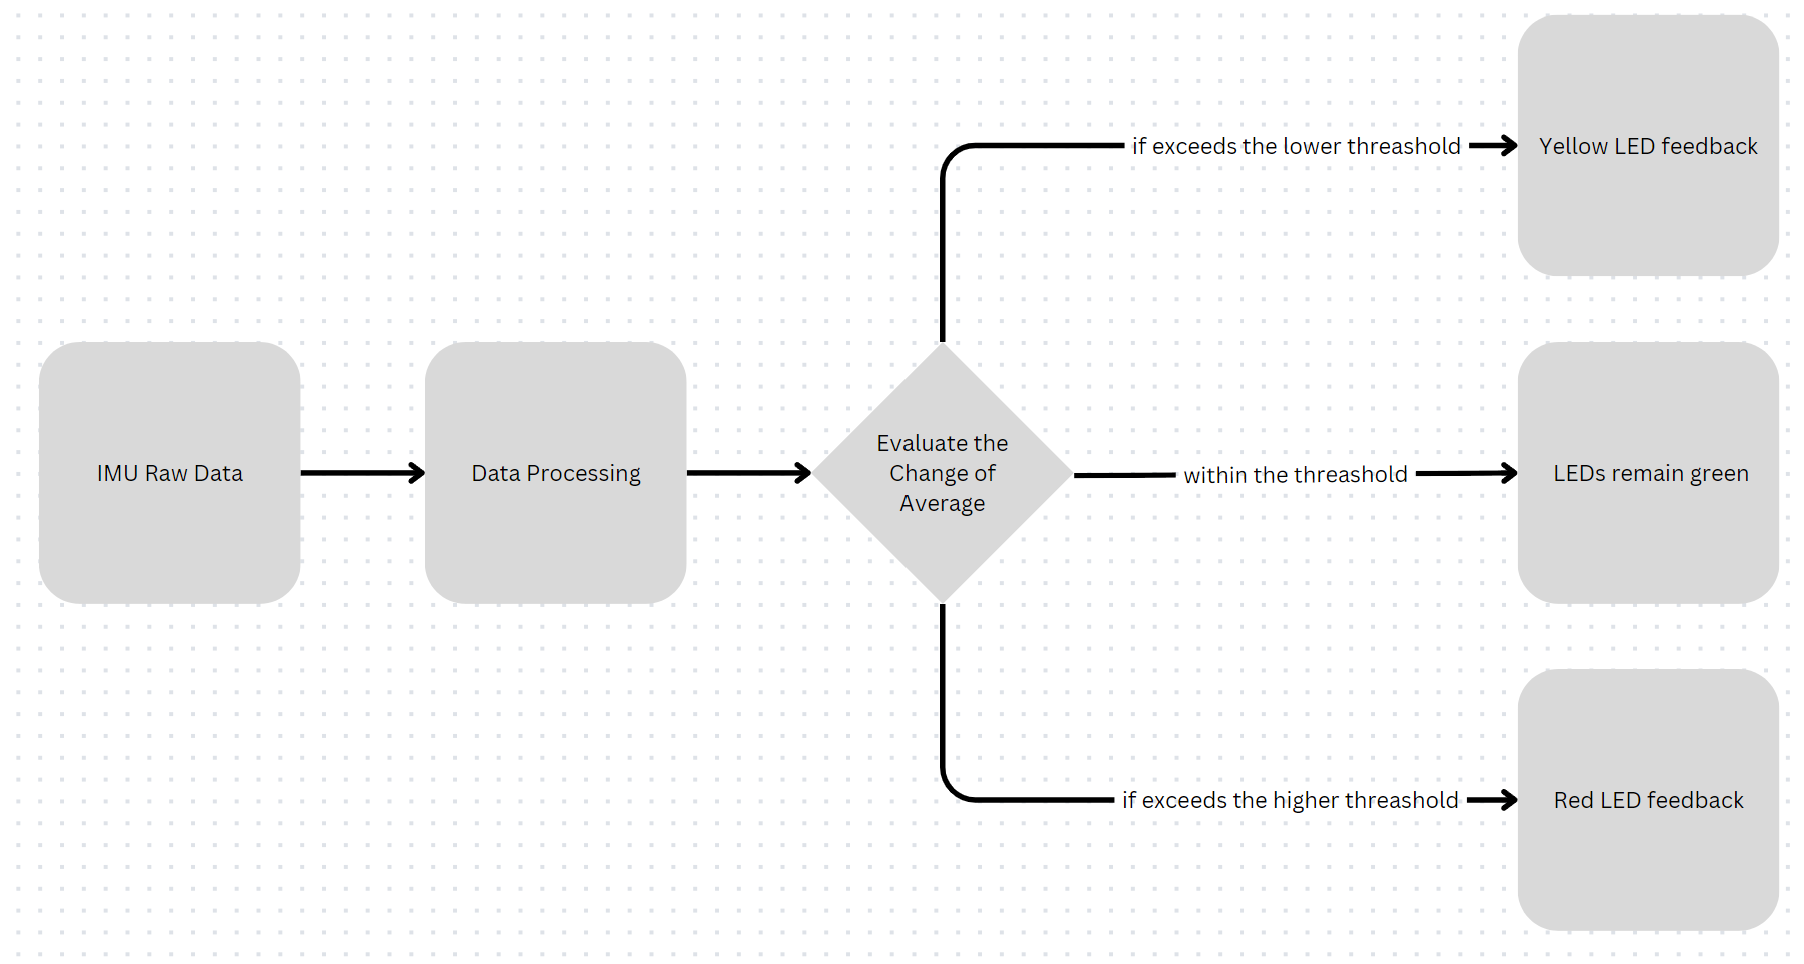 if exceeds the lower threashold
Yellow LED feedback
IMU Raw Data
Data Processing
Evaluate the
Change of
Average
within the threashold
LEDs remain green
if exceeds the higher threashold
Red LED feedback